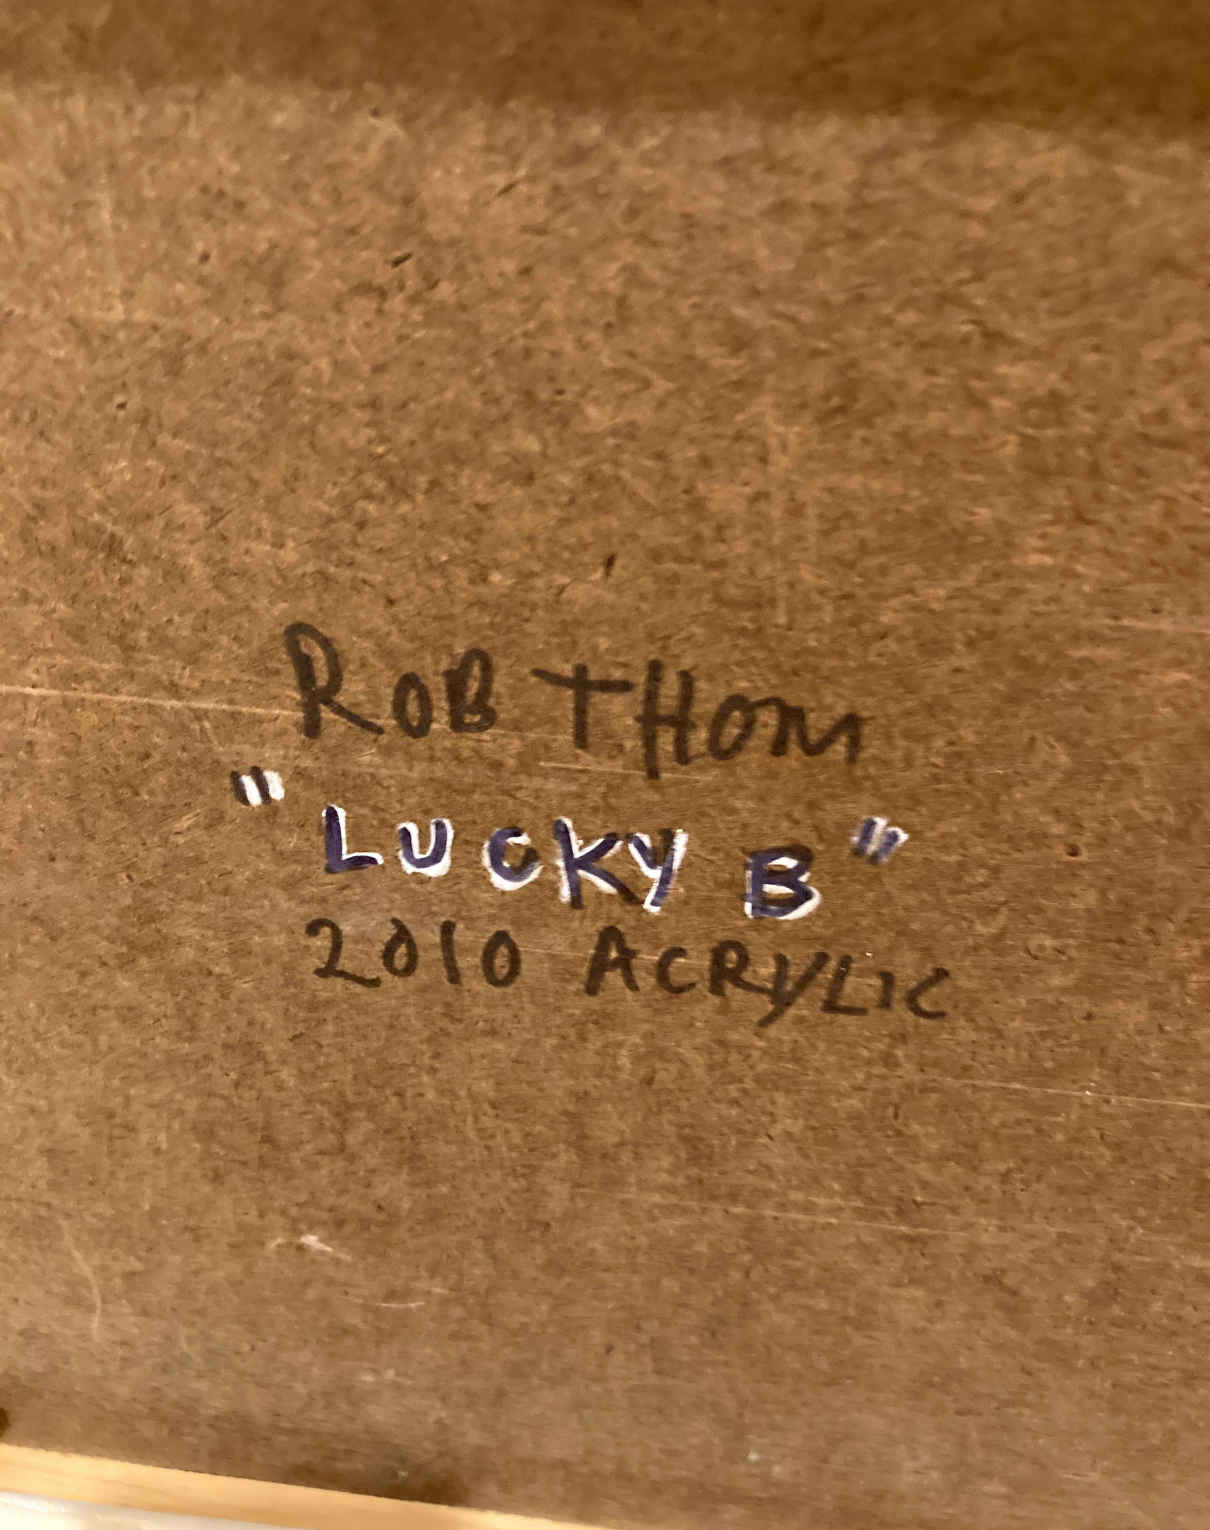 ROB THOM
"LUCKY B"
2010 ACRYLIC